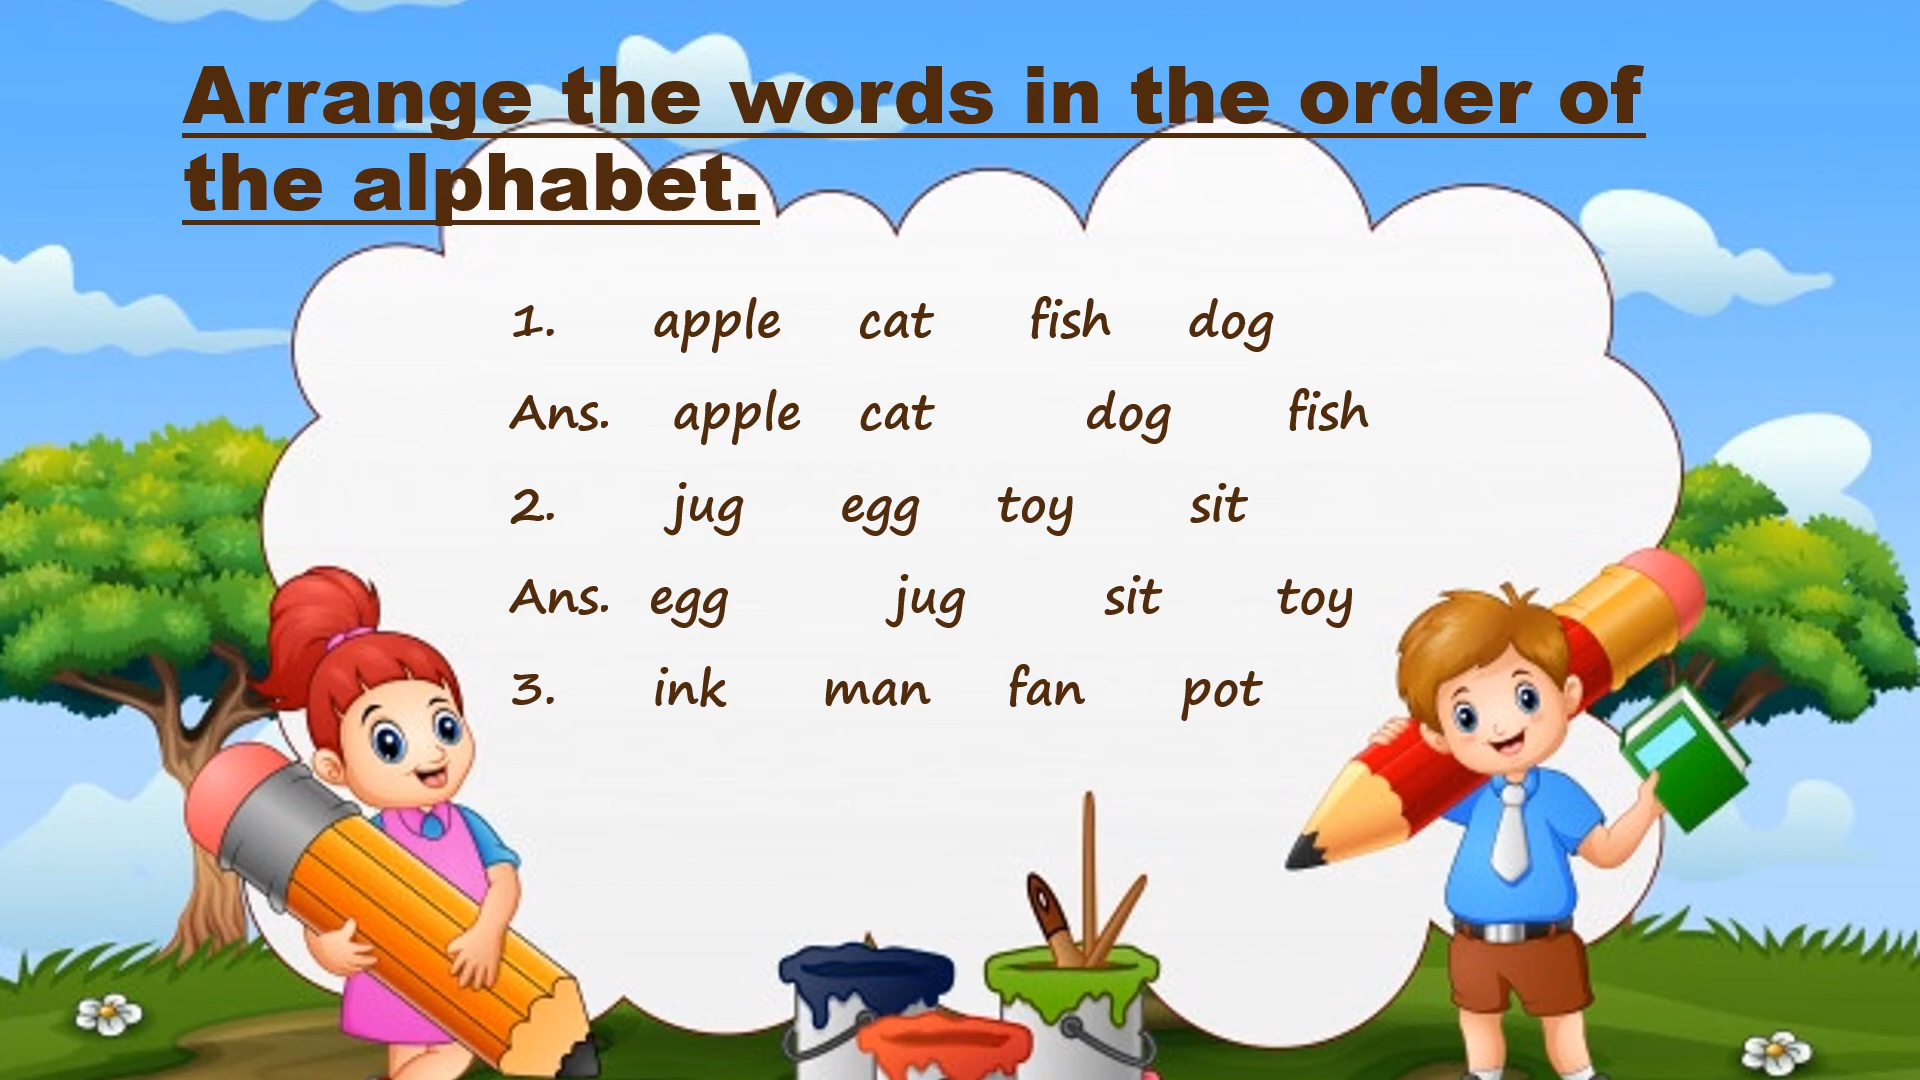 Arrange the words in the order of
the alphabet.
1. apple cat fish dog
Ans. apple cat dog fish
2. jug egg toy sit
Ans. egg jug sit toy
3. ink man fan pot